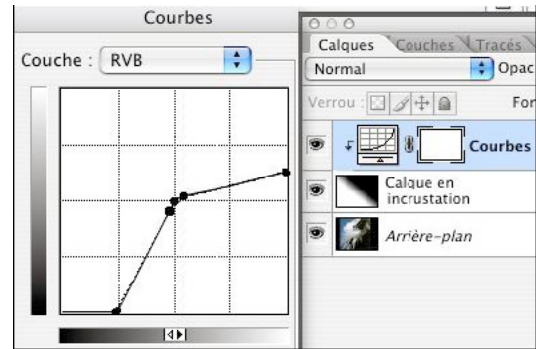 Courbes
Couche : RVB
Calques Couches Tracés
Normal Opac
Verrou : For
Courbes
Calque en
incrustation
Arrière-plan